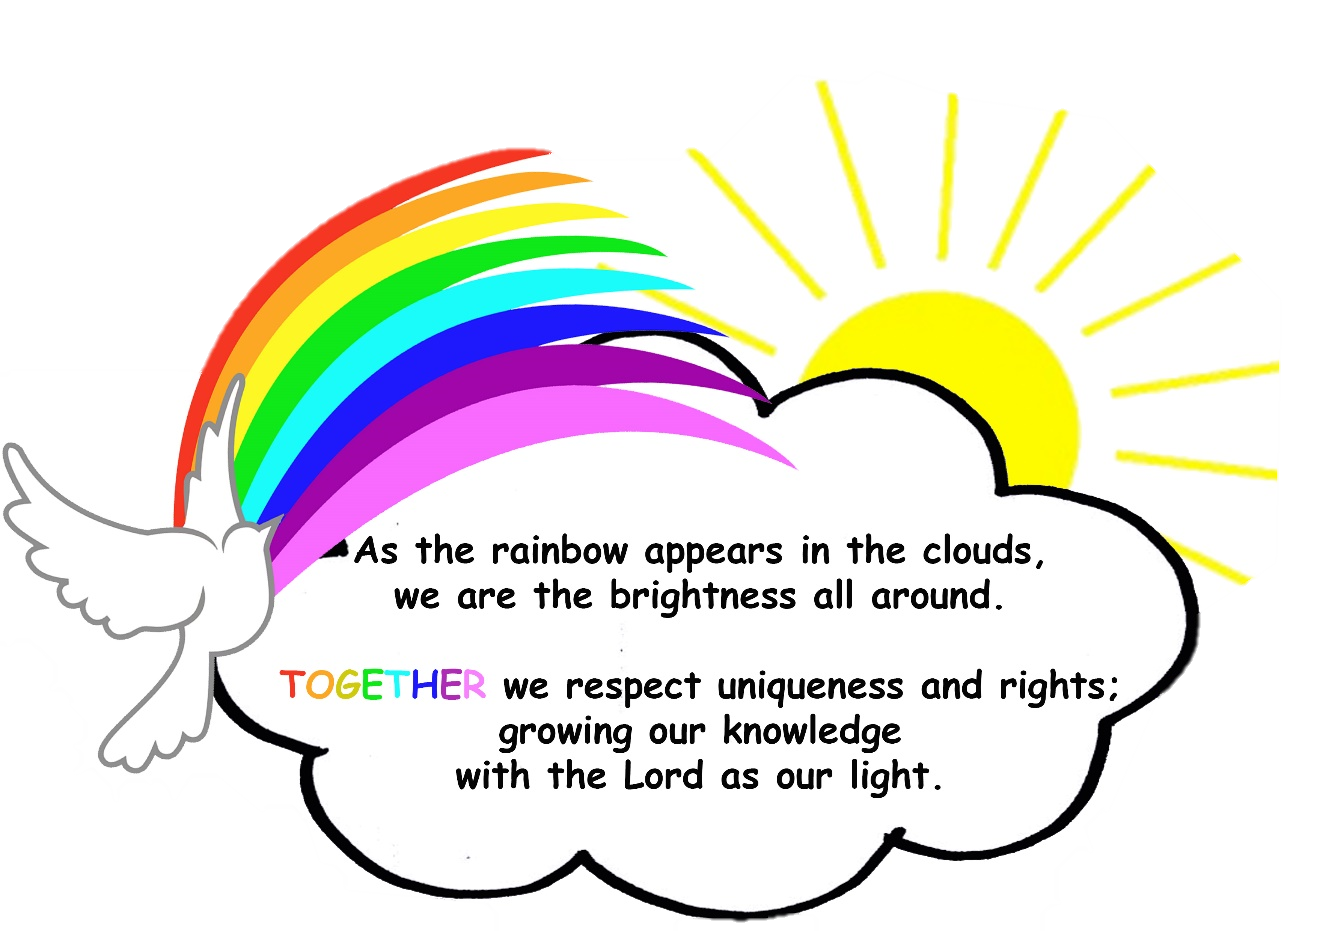 As the rainbow appears in the clouds,
we are the brightness all around.
TOGETHER we respect uniqueness and rights;
growing our knowledge
with the Lord as our light.